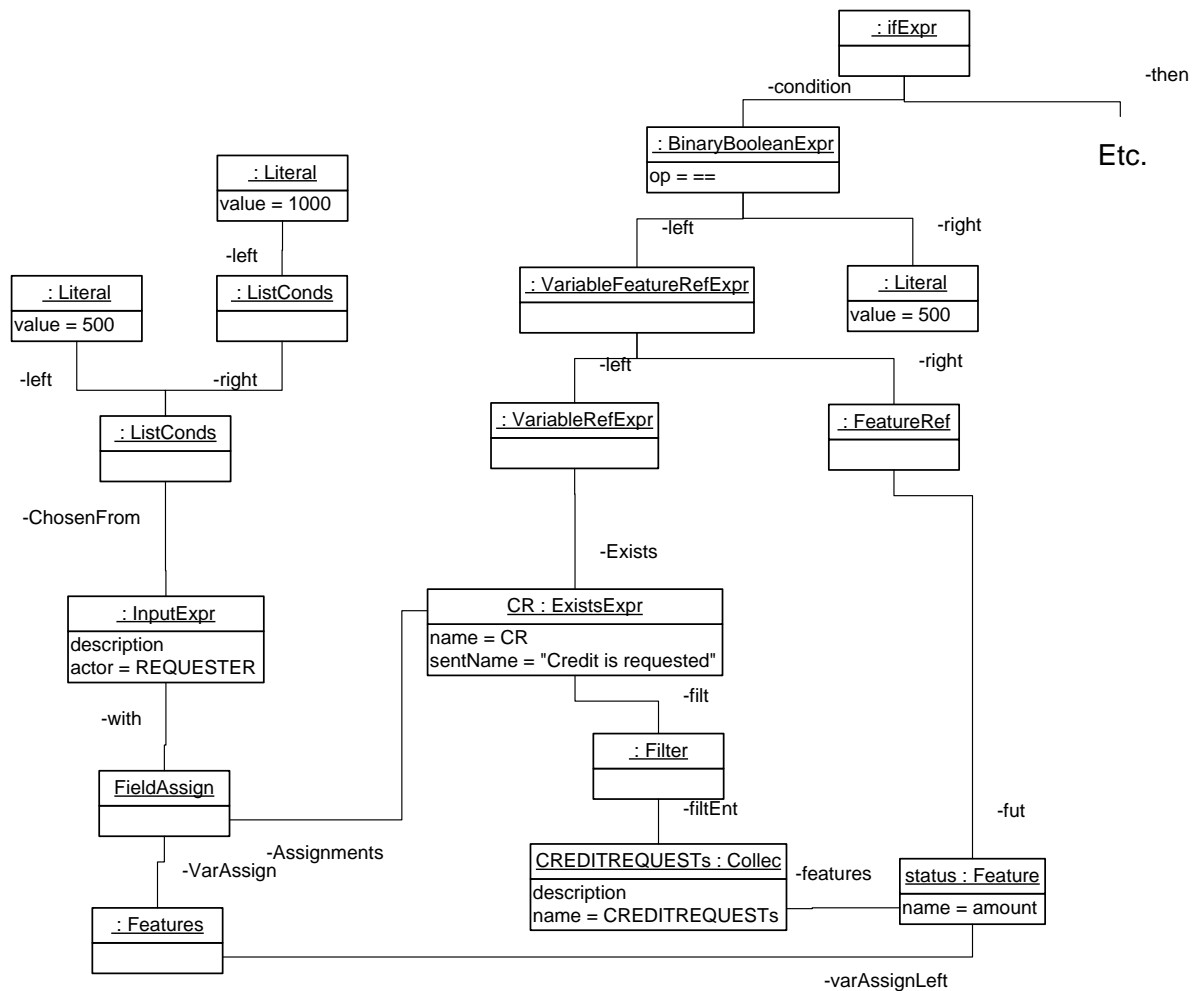 : ifExpr
-then
-condition
Etc.
: BinaryBooleanExpr
op = ==
: Literal
value = 1000
-left
-right
-left
: Literal
value = 500
: ListConds
: VariableFeatureRefExpr
: Literal
value = 500
-left
-right
-left
-right
: ListConds
: VariableRefExpr
: FeatureRef
-ChosenFrom
-Exists
: InputExpr
description
actor = REQUESTER
CR : ExistsExpr
name = CR
sentName = "Credit is requested"
-with
-filt
: Filter
FieldAssign
-filtEnt
-fut
-Assignments
-VarAssign
CREDITREQUESTs : Collec
description
name = CREDITREQUESTs
-features
status : Feature
name = amount
: Features
-varAssignLeft